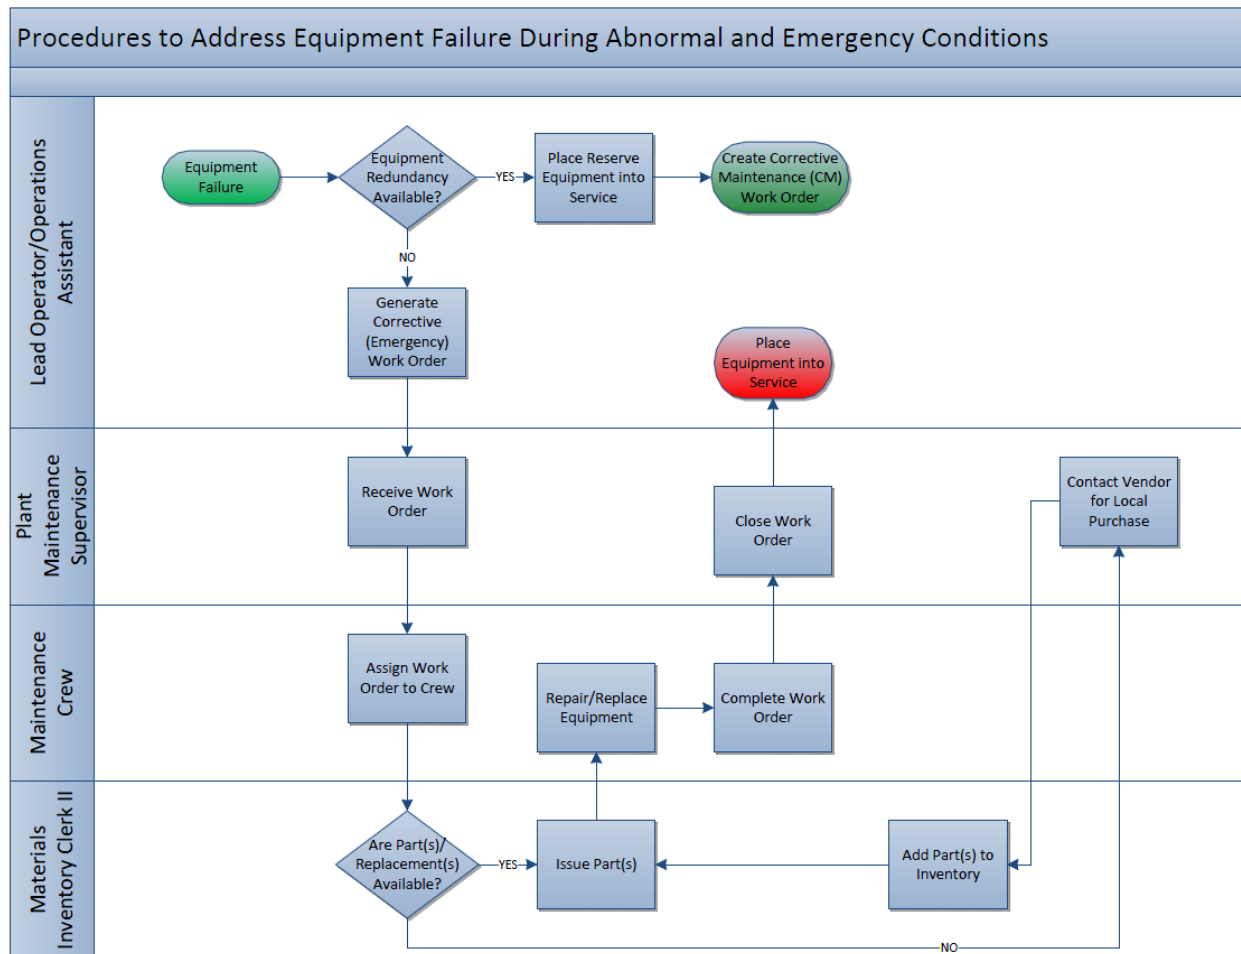 Procedures to Address Equipment Failure During Abnormal and Emergency Conditions
Lead Operator/Operations
Assistant
Equipment
Failure
Equipment
Redundancy
Available?
YES
Place Reserve
Equipment into
Service
Create Corrective
Maintenance (CM)
Work Order
NO
Generate
Corrective
(Emergency)
Work Order
Place
Equipment into
Service
Plant
Maintenance
Supervisor
Receive Work
Order
Close Work
Order
Contact Vendor
for Local
Purchase
Maintenance
Crew
Assign Work
Order to Crew
Repair/Replace
Equipment
Complete Work
Order
Materials
Inventory Clerk II
Are Part(s)/
Replacement(s)
Available?
YES
Issue Part(s)
Add Part(s) to
Inventory
NO